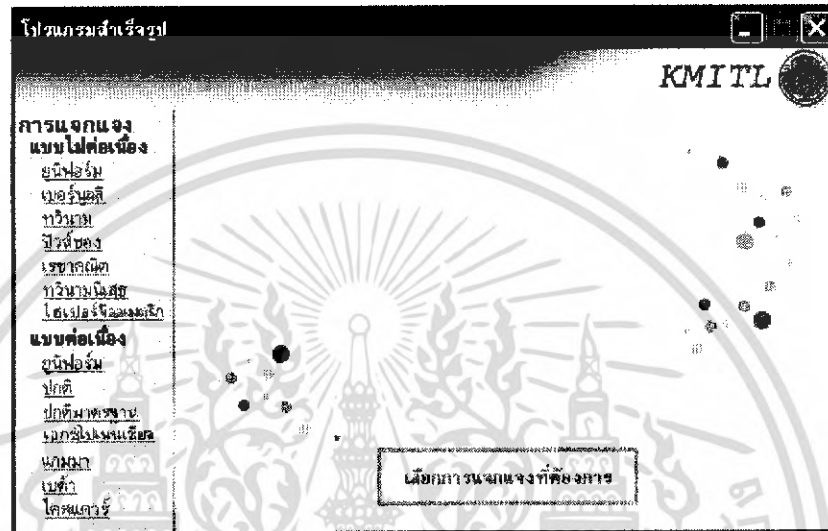 โปรแกรมสำเร็จรูป
KMITL
การแจกแจง
แบบไม่ต่อเนื่อง
ยูนิฟอร์ม
เบอร์นูลลี
ทวินาม
ปัวส์ซอง
เรขาคณิต
ทวินามนิเสธ
ไฮเปอร์จีออเมตริก
แบบต่อเนื่อง
ยูนิฟอร์ม
ปกติ
ปกติมาตรฐาน
เอกซ์โปเนนเชียล
แกมมา
เบต้า
ไคสแควร์
เลือกการแจกแจงที่ต้องการ